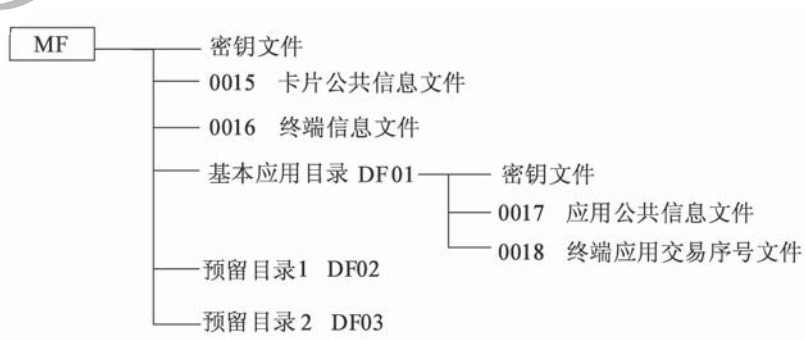 MF
密钥文件
0015 卡片公共信息文件
0016 终端信息文件
基本应用目录 DF01
密钥文件
0017 应用公共信息文件
0018 终端应用交易序号文件
预留目录1 DF02
预留目录2 DF03